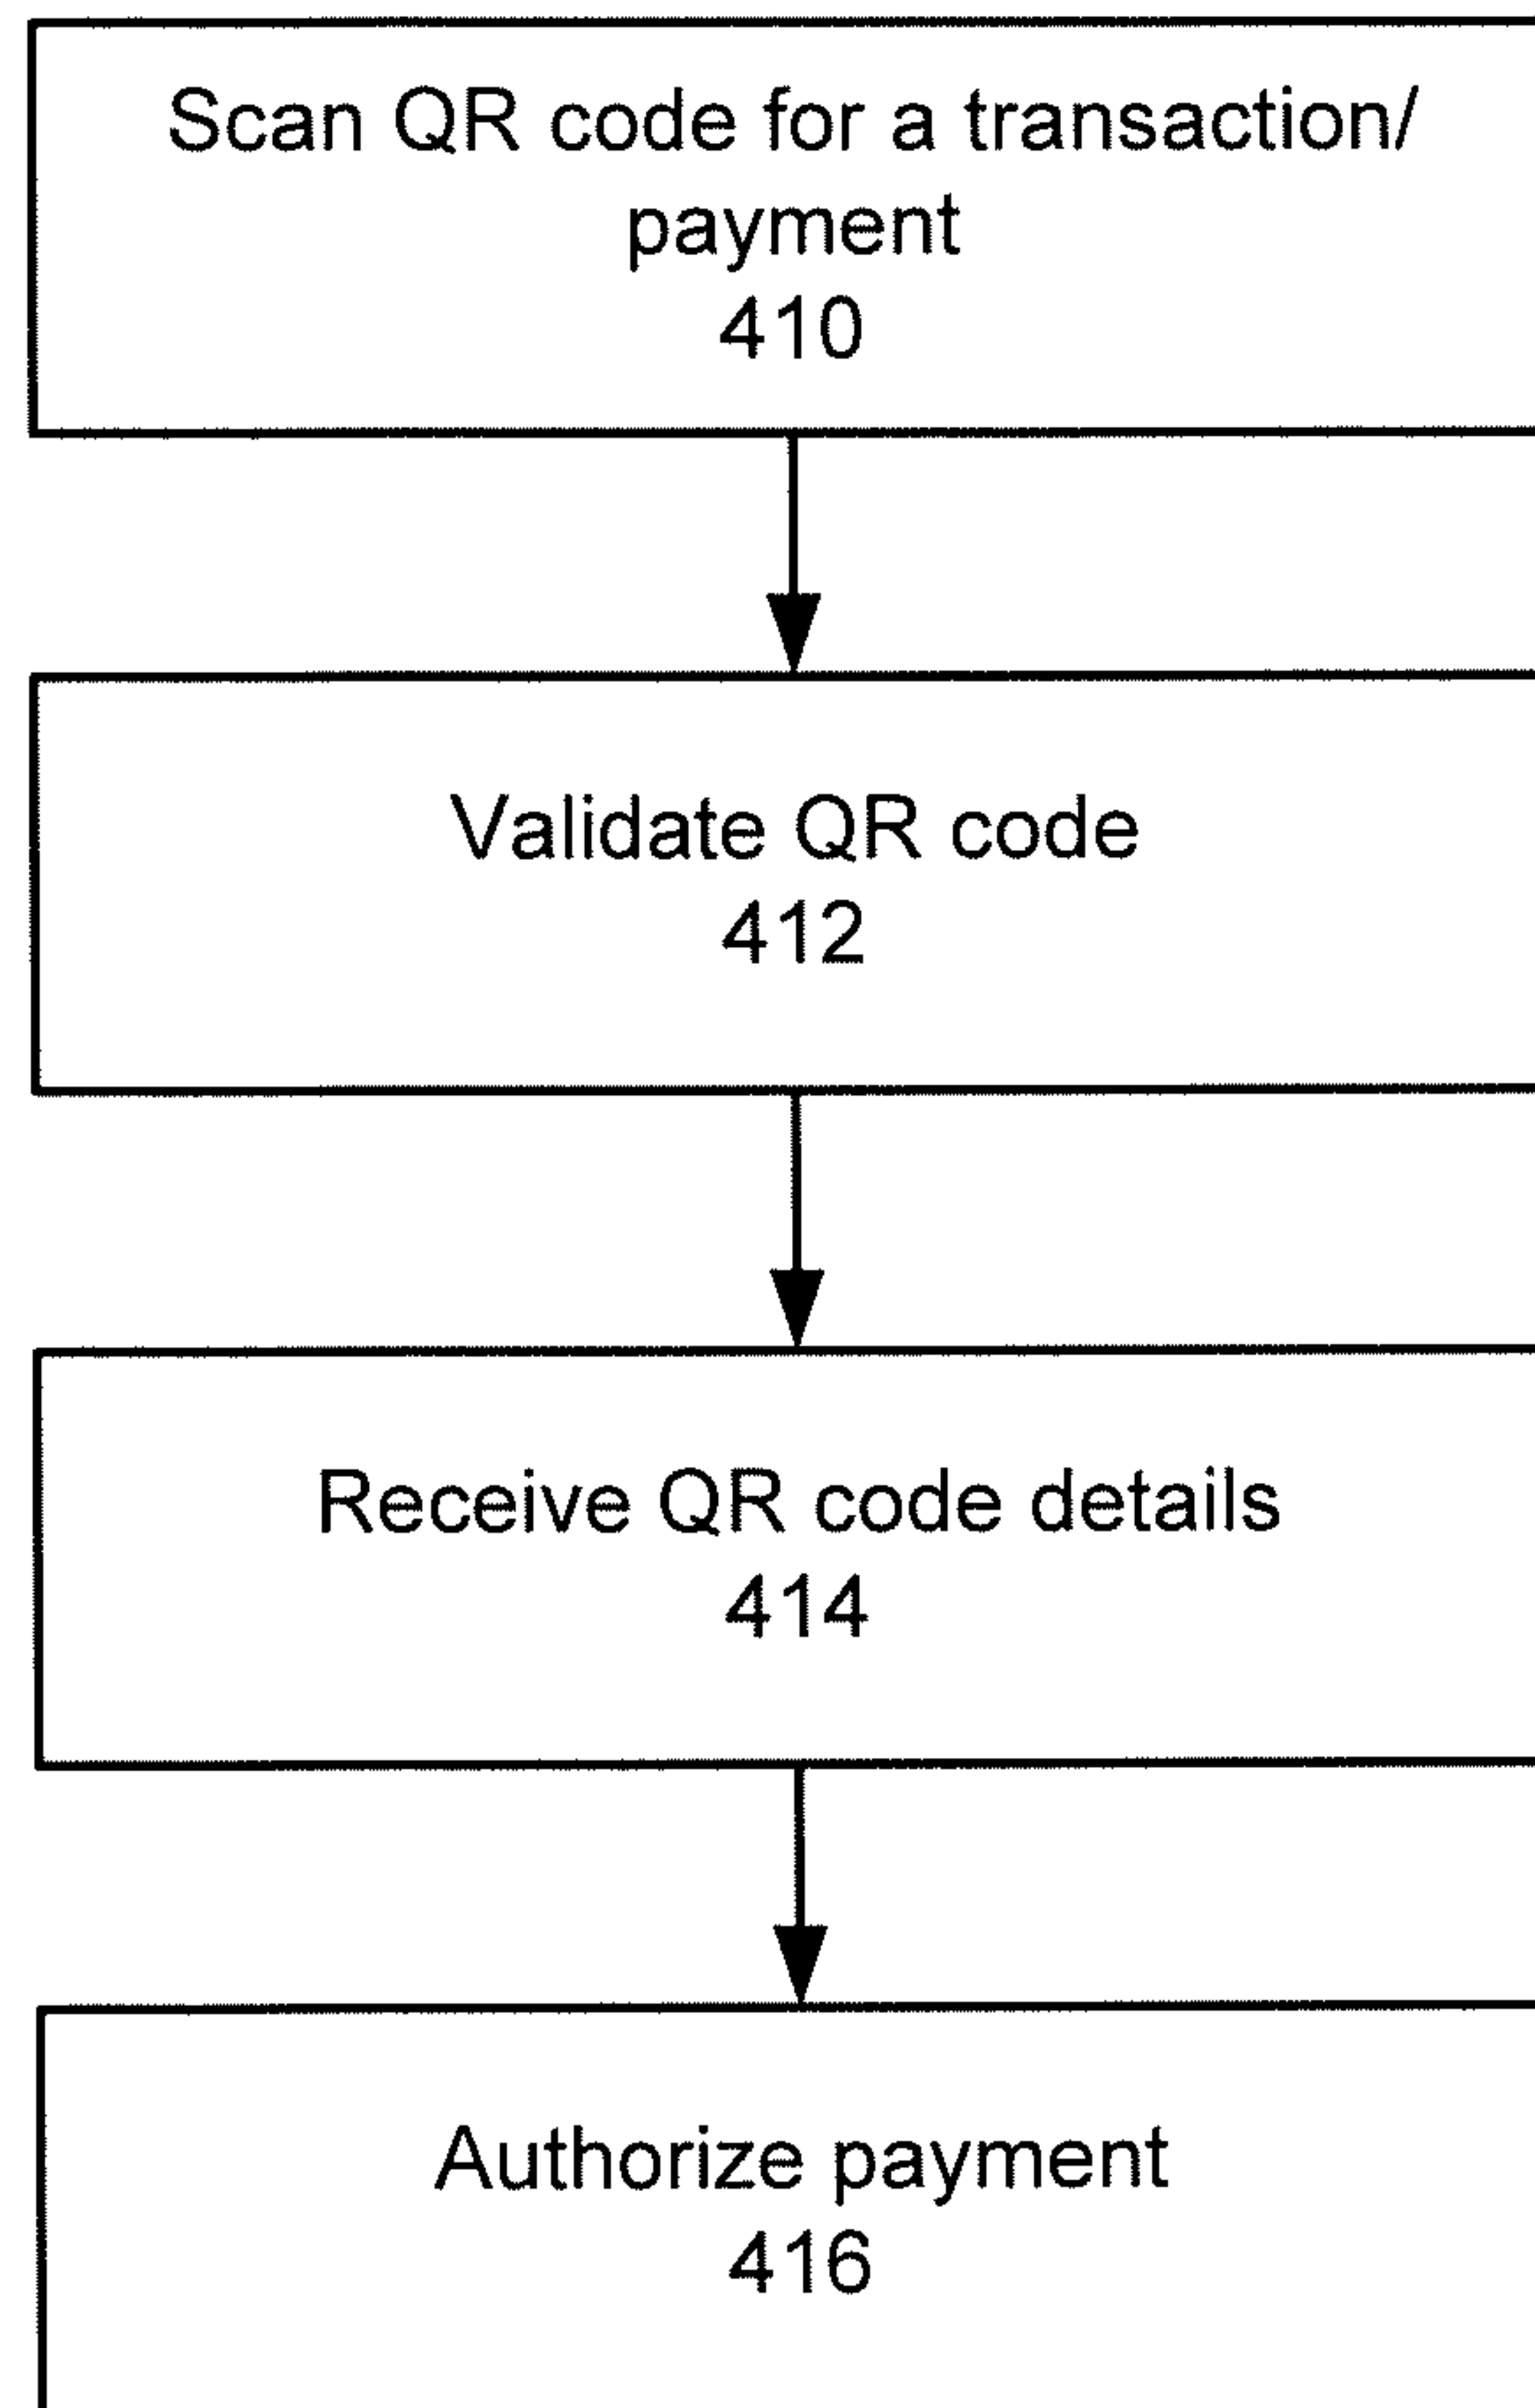 Scan QR code for a transaction/
payment
410
Validate QR code
412
Receive QR code details
414
Authorize payment
416